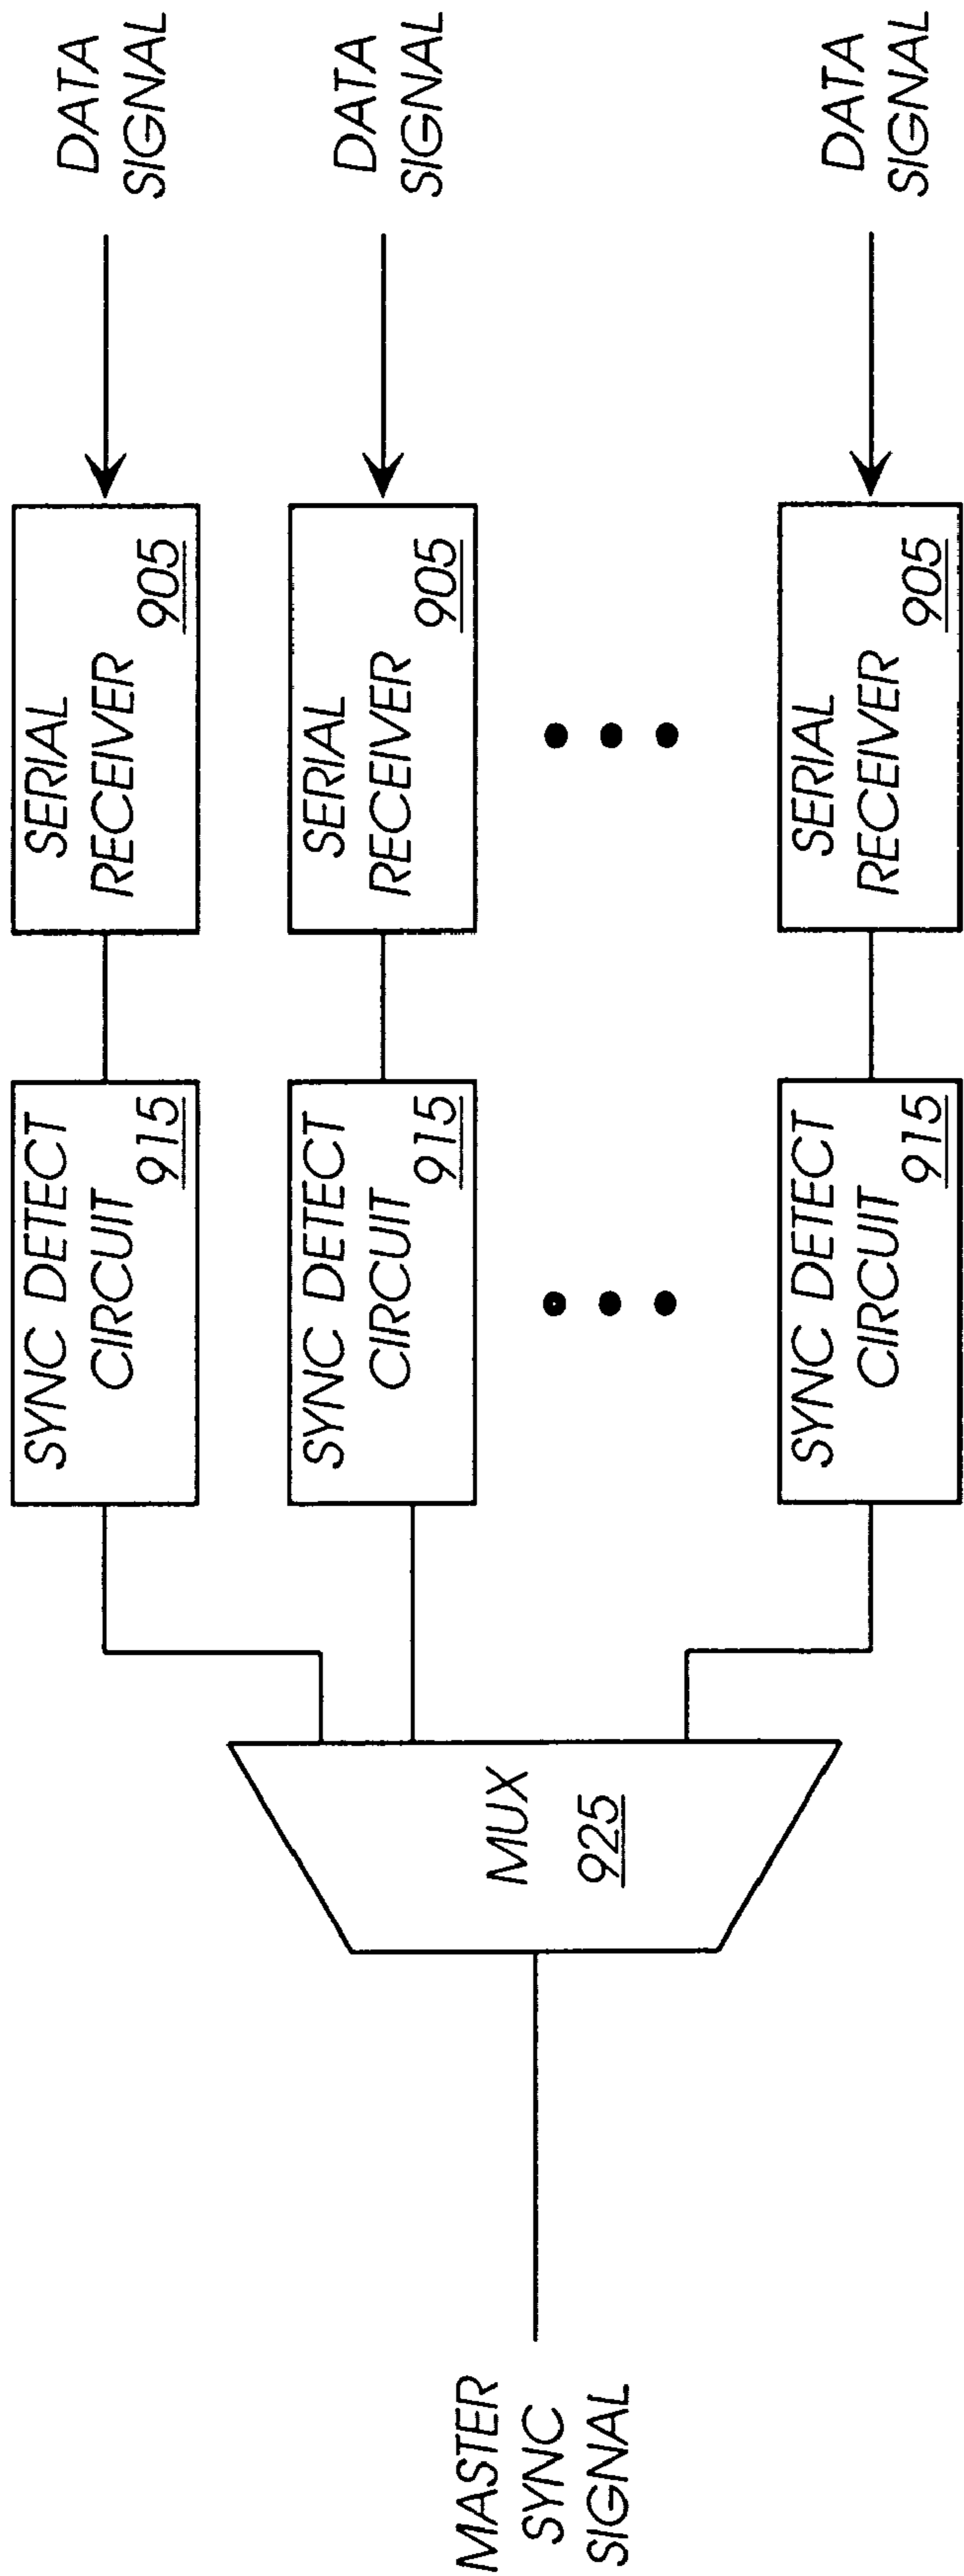 MASTER
SYNC
SIGNAL
MUX
925
SYNC DETECT
CIRCUIT
915
SERIAL
RECEIVER
905
DATA
SIGNAL
SYNC DETECT
CIRCUIT
915
SERIAL
RECEIVER
905
DATA
SIGNAL
SYNC DETECT
CIRCUIT
915
SERIAL
RECEIVER
905
DATA
SIGNAL